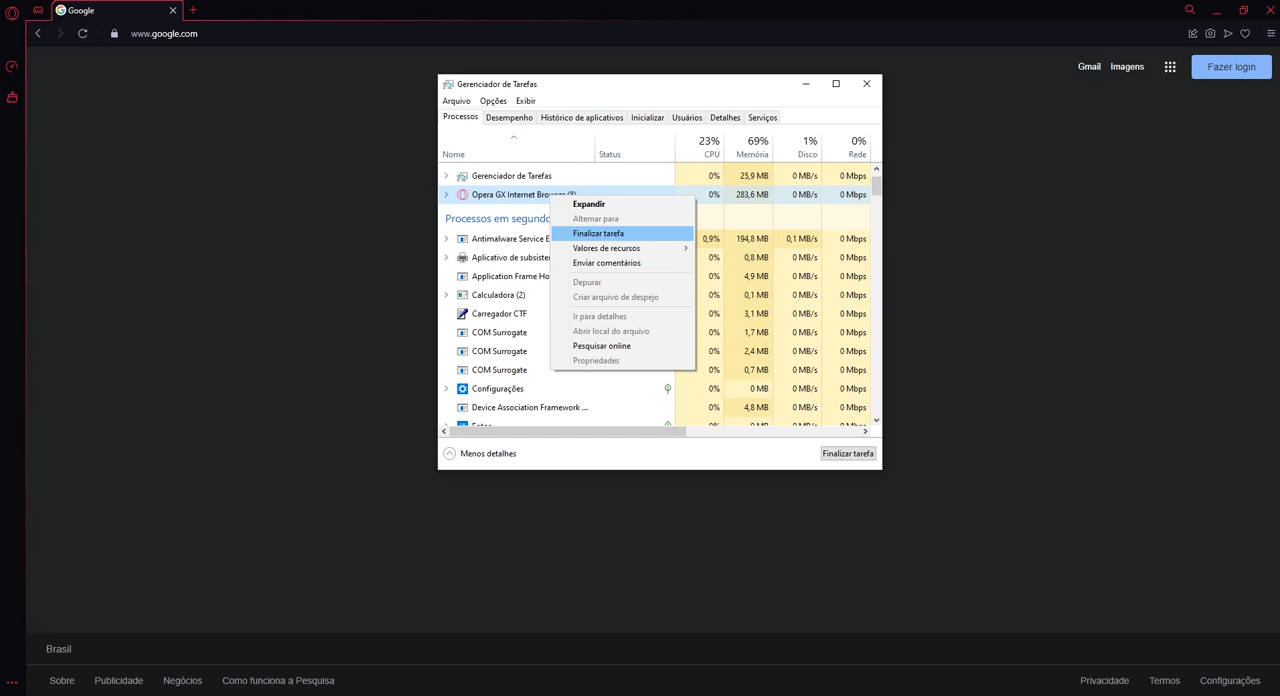 Google
www.google.com
Gmail
Imagens
Fazer login
Gerenciador de Tarefas
Arquivo Opções Exibir
Processos Desempenho Histórico de aplicativos Inicializar Usuários Detalhes Serviços
23% 69% 1% 0%
Nome Status CPU Memória Disco Rede
Gerenciador de Tarefas 0% 25,9 MB 0 MB/s 0 Mbps
Opera GX Internet Browser (8) 0% 283,6 MB 0 MB/s 0 Mbps
Processos em segundo
Antimalware Service E 0,9% 194,8 MB 0,1 MB/s 0 Mbps
Aplicativo de subsiste 0% 0,8 MB 0 MB/s 0 Mbps
Application Frame Ho 0% 4,9 MB 0 MB/s 0 Mbps
Calculadora (2) 0% 0,1 MB 0 MB/s 0 Mbps
Carregador CTF 0% 3,1 MB 0 MB/s 0 Mbps
COM Surrogate 0% 1,7 MB 0 MB/s 0 Mbps
COM Surrogate 0% 2,4 MB 0 MB/s 0 Mbps
COM Surrogate 0% 0,7 MB 0 MB/s 0 Mbps
Configurações 0% 0 MB 0 MB/s 0 Mbps
Device Association Framework ... 0% 4,8 MB 0 MB/s 0 Mbps
Expandir
Alternar para
Finalizar tarefa
Valores de recursos
Enviar comentários
Depurar
Criar arquivo de despejo
Ir para detalhes
Abrir local do arquivo
Pesquisar online
Propriedades
Menos detalhes
Finalizar tarefa
Brasil
Sobre Publicidade Negócios Como funciona a Pesquisa Privacidade Termos Configurações